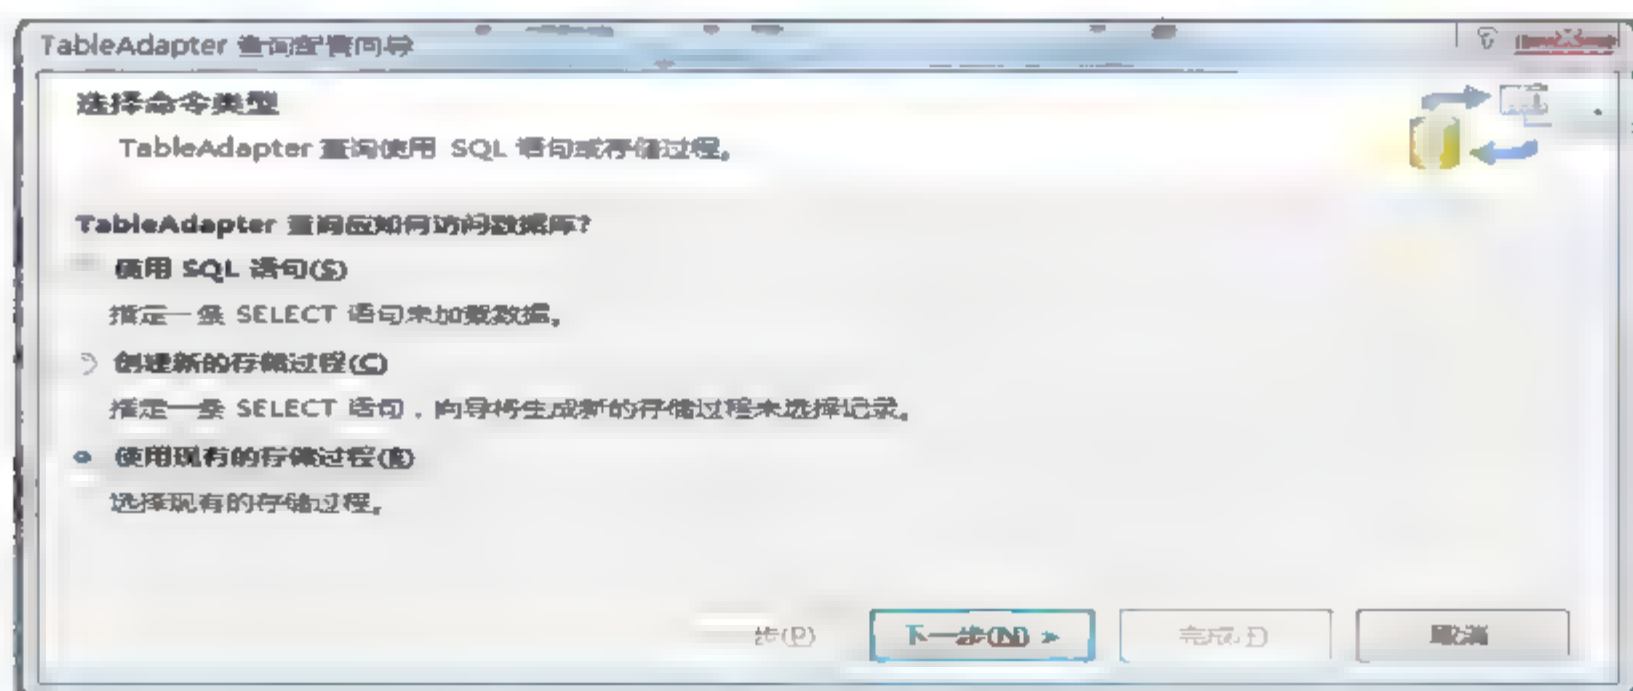 TableAdapter 查询配置向导
选择命令类型
TableAdapter 查询使用 SQL 语句或存储过程。
TableAdapter 查询应如何访问数据库?
使用 SQL 语句(S)
指定一条 SELECT 语句来加载数据。
创建新的存储过程(C)
指定一条 SELECT 语句，向导将生成新的存储过程来选择记录。
使用现有的存储过程(E)
选择现有的存储过程。
步(P) 下一步(N) > 完成(F) 取消